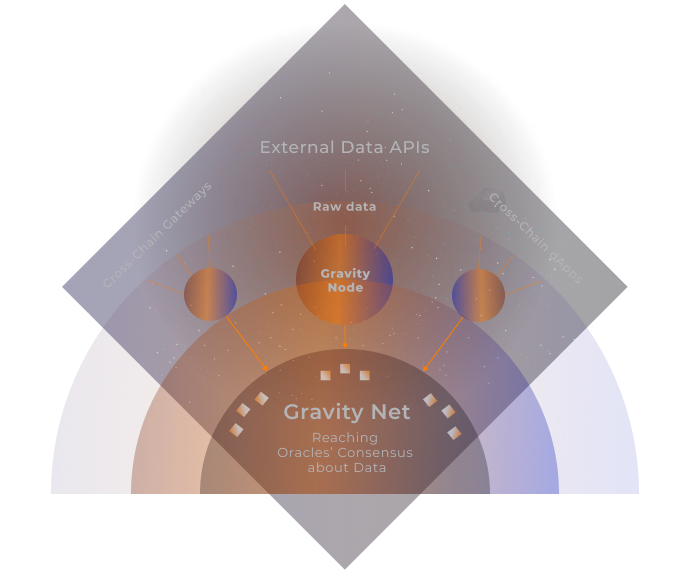 External Data APIs
Cross Chain Gateways
Cross-Chain gApps
Raw data
Gravity
Node
Gravity Net
Reaching
Oracles’ Consensus
about Data